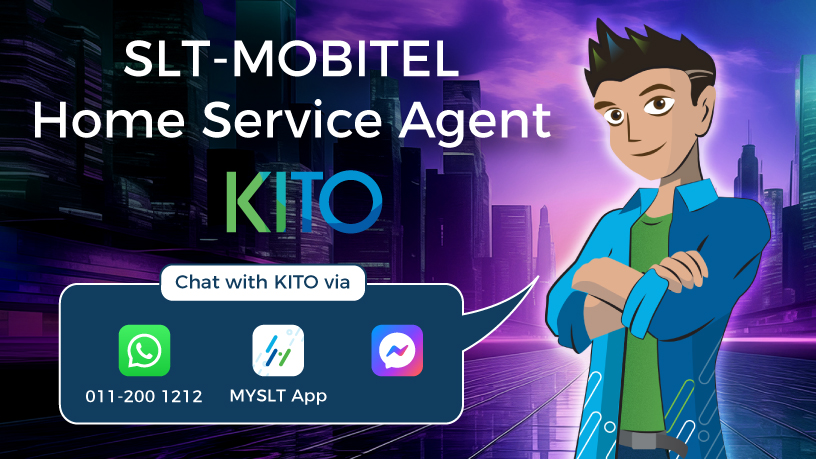 SLT-MOBITEL
Home Service Agent
KITO
Chat with KITO via
011-200 1212
MYSLT App